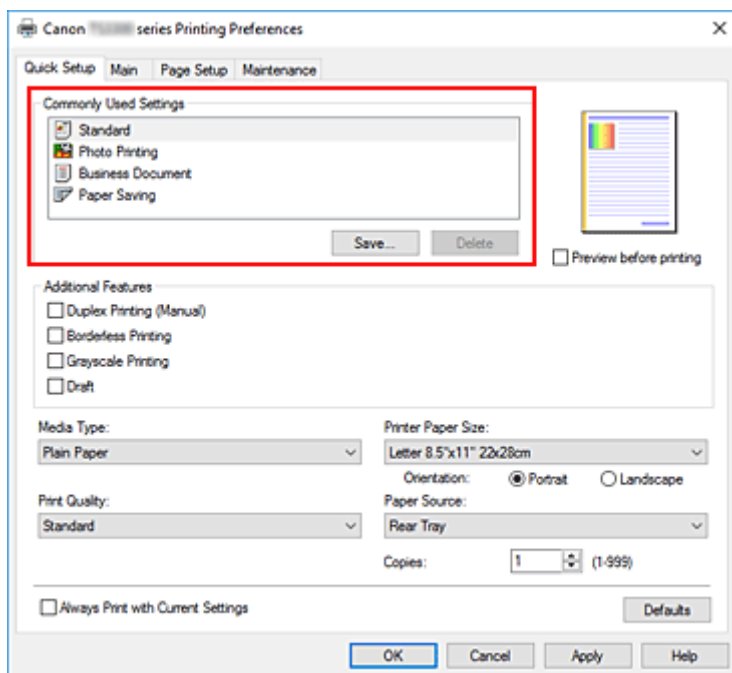 Canon series Printing Preferences
Quick Setup Main Page Setup Maintenance
Commonly Used Settings
Standard
Photo Printing
Business Document
Paper Saving
Save... Delete
Preview before printing
Additional Features
Duplex Printing (Manual)
Borderless Printing
Grayscale Printing
Draft
Media Type: Printer Paper Size:
Plain Paper Letter 8.5"x11" 22x28cm
Orientation: Portrait Landscape
Print Quality: Paper Source:
Standard Rear Tray
Copies: 1 (1-999)
Always Print with Current Settings Defaults
OK Cancel Apply Help